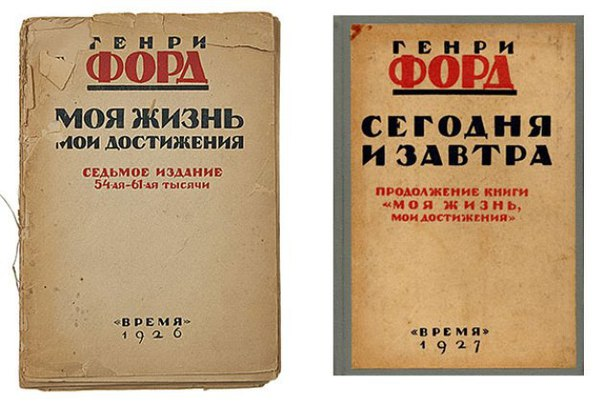 ГЕНРИ
ФОРД
МОЯ ЖИЗНЬ
МОИ ДОСТИЖЕНИЯ
СЕДЬМОЕ ИЗДАНИЕ
54-ая–61-ая ТЫСЯЧИ
«ВРЕМЯ»
1926
ГЕНРИ
ФОРД
СЕГОДНЯ
И ЗАВТРА
ПРОДОЛЖЕНИЕ КНИГИ
«МОЯ ЖИЗНЬ,
МОИ ДОСТИЖЕНИЯ»
«ВРЕМЯ»
1927